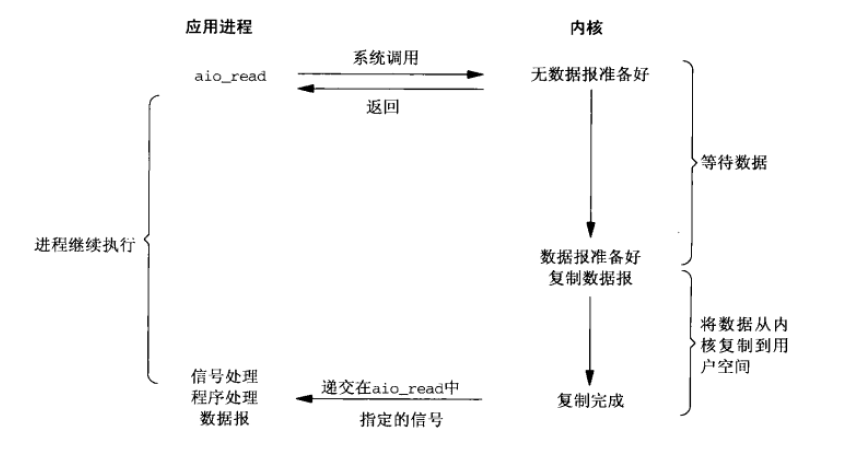 应用进程
内核
系统调用
aio_read
无数据报准备好
返回
等待数据
进程继续执行
数据报准备好
复制数据报
将数据从内
核复制到用
户空间
信号处理
程序处理
数据报
递交在aio_read中
指定的信号
复制完成